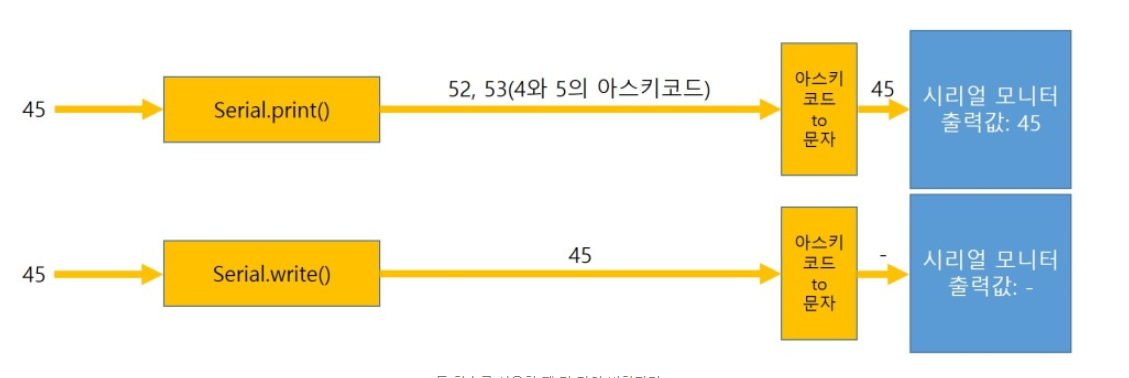 45
Serial.print()
52, 53(4와 5의 아스키코드)
아스키
코드
to
문자
45
시리얼 모니터
출력값: 45
45
Serial.write()
45
아스키
코드
to
문자
-
시리얼 모니터
출력값: -